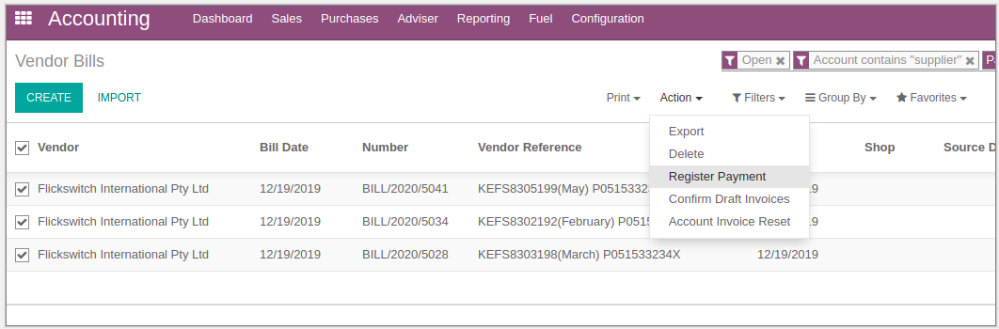 Accounting Dashboard Sales Purchases Adviser Reporting Fuel Configuration
Vendor Bills Open Account contains "supplier"
CREATE IMPORT Print Action Filters Group By Favorites
Export
Delete
Register Payment
Confirm Draft Invoices
Account Invoice Reset
Vendor Bill Date Number Vendor Reference Shop Source D
Flickswitch International Pty Ltd 12/19/2019 BILL/2020/5041 KEFS8305199(May) P0515332
Flickswitch International Pty Ltd 12/19/2019 BILL/2020/5034 KEFS8302192(February) P051
Flickswitch International Pty Ltd 12/19/2019 BILL/2020/5028 KEFS8303198(March) P051533234X 12/19/2019